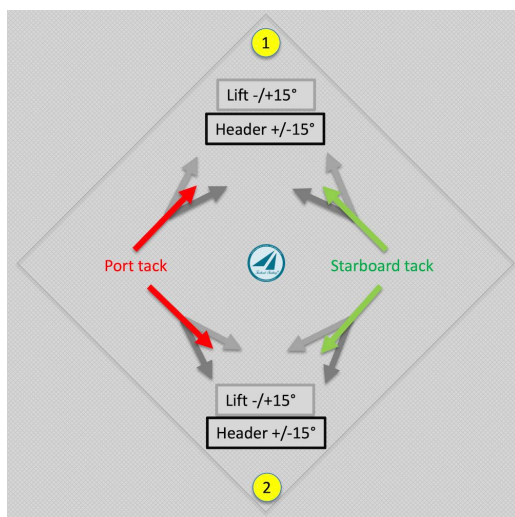 1
Lift -/+15°
Header +/-15°
Port tack
Starboard tack
Lift -/+15°
Header +/-15°
2